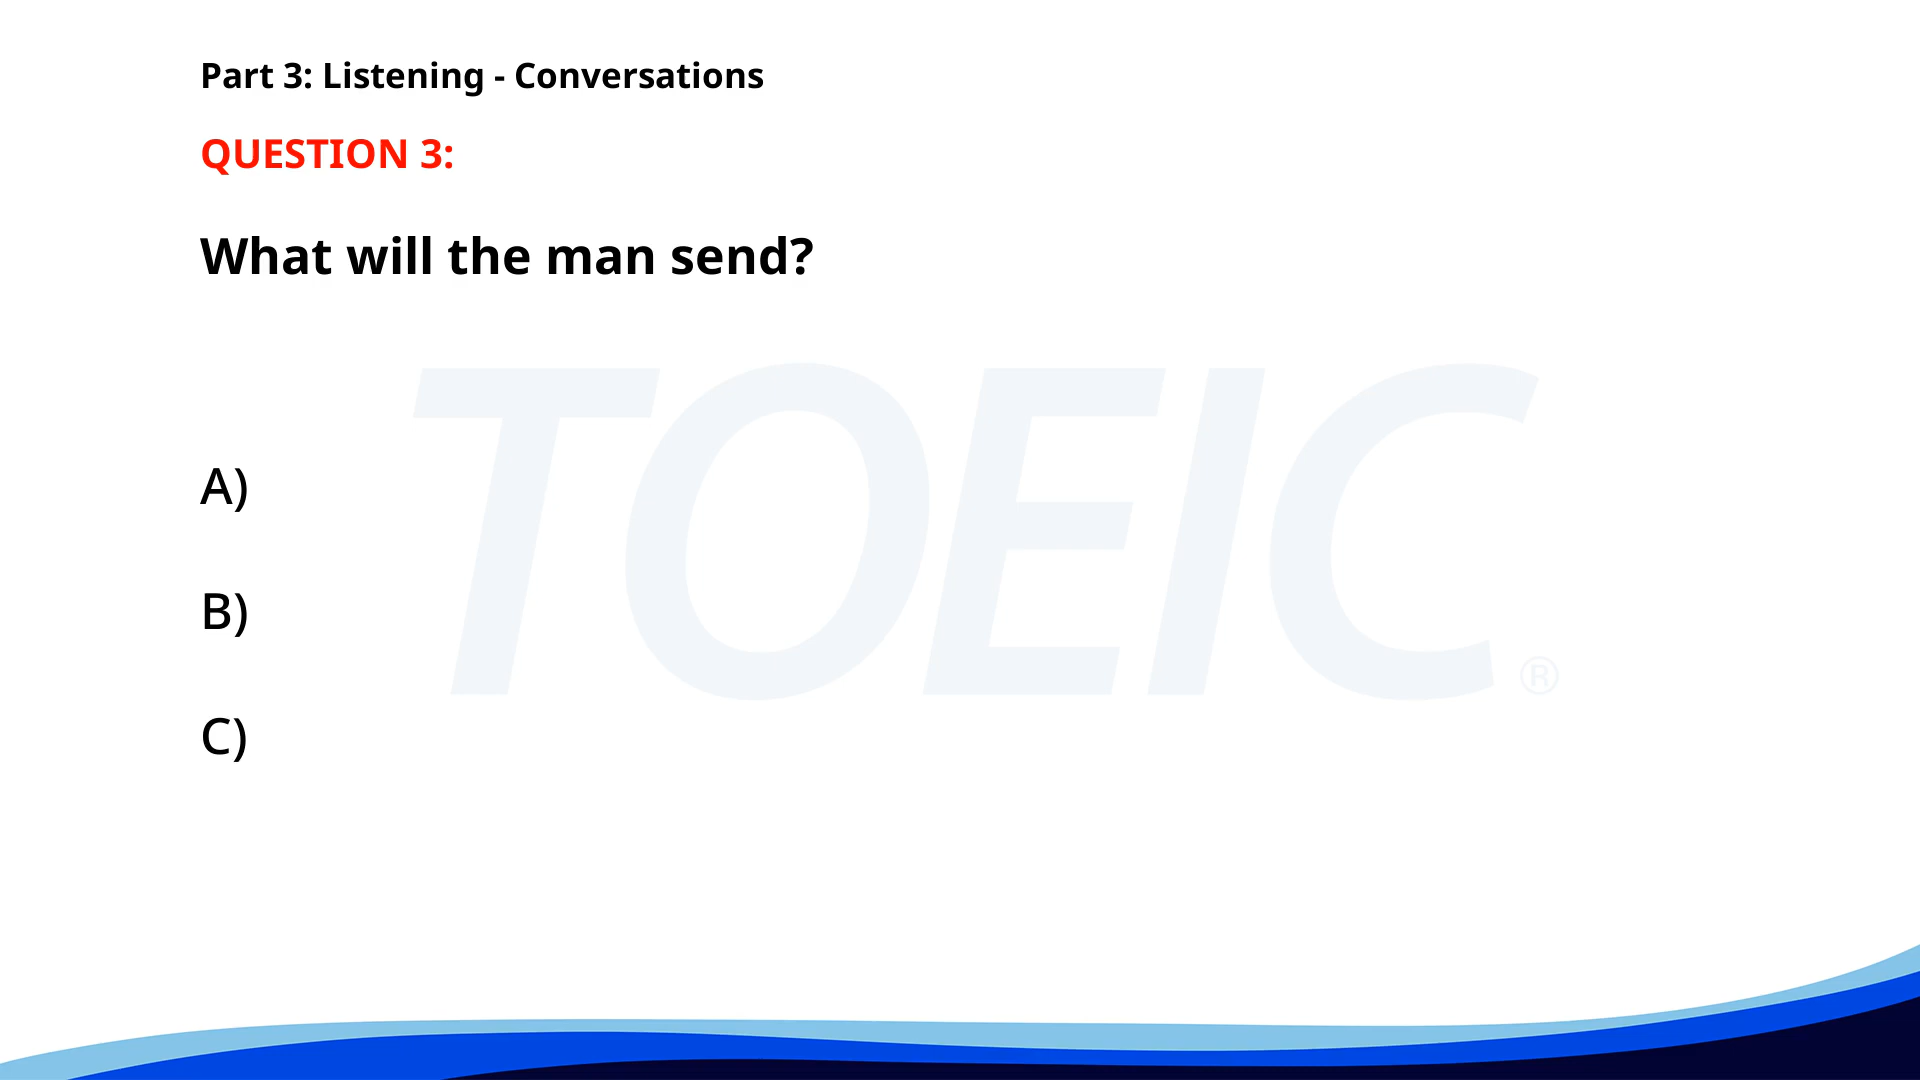 Part 3: Listening - Conversations
QUESTION 3:
What will the man send?
TOEIC®
A)
B)
C)